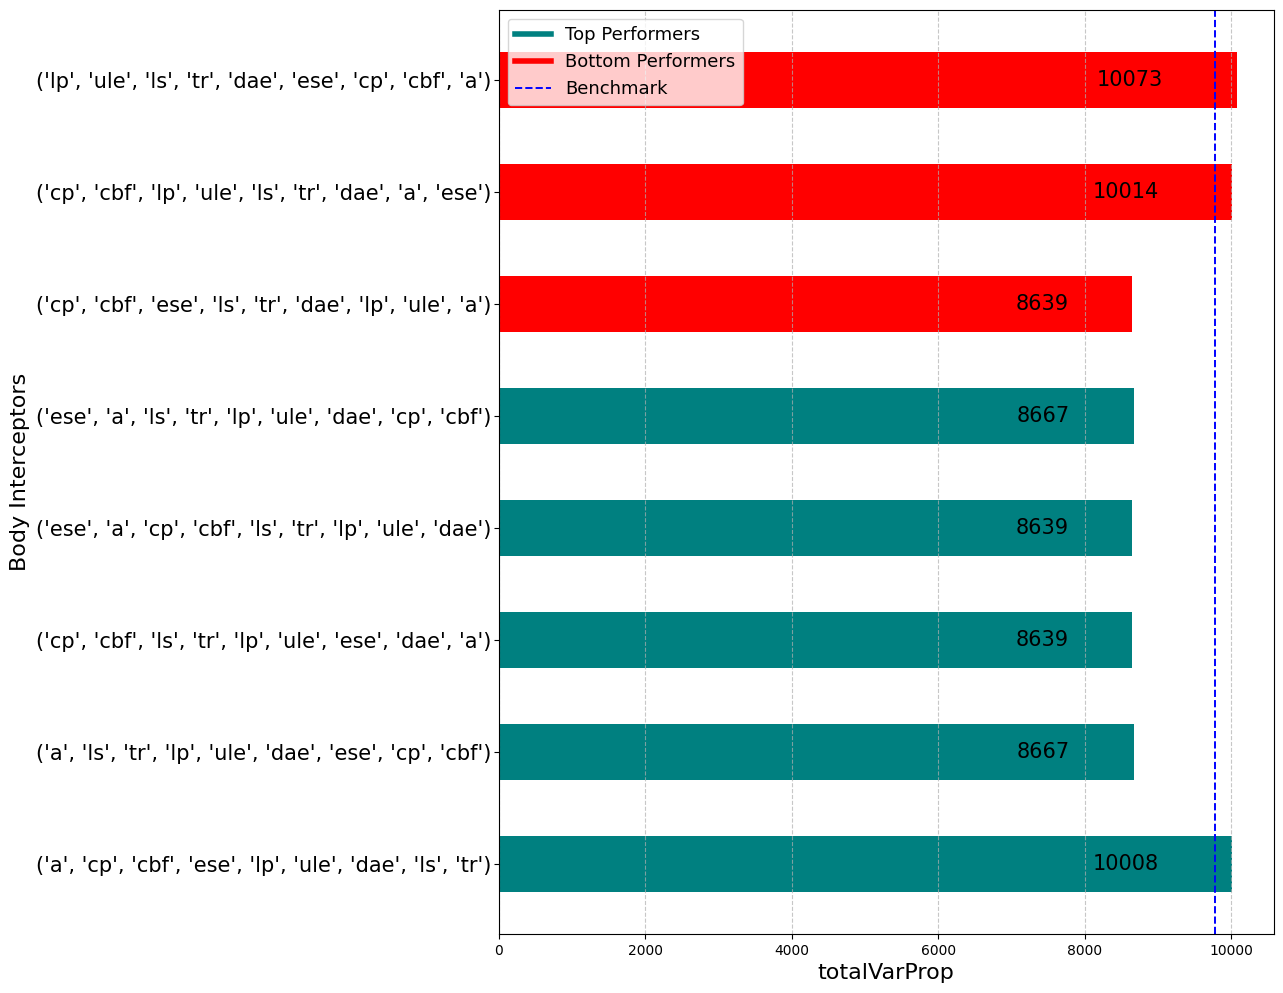 Top Performers
Bottom Performers
Benchmark
('lp', 'ule', 'ls', 'tr', 'dae', 'ese', 'cp', 'cbf', 'a')
10073
('cp', 'cbf', 'lp', 'ule', 'ls', 'tr', 'dae', 'a', 'ese')
10014
('cp', 'cbf', 'ese', 'ls', 'tr', 'dae', 'lp', 'ule', 'a')
8639
('ese', 'a', 'ls', 'tr', 'lp', 'ule', 'dae', 'cp', 'cbf')
8667
('ese', 'a', 'cp', 'cbf', 'ls', 'tr', 'lp', 'ule', 'dae')
8639
('cp', 'cbf', 'ls', 'tr', 'lp', 'ule', 'ese', 'dae', 'a')
8639
('a', 'ls', 'tr', 'lp', 'ule', 'dae', 'ese', 'cp', 'cbf')
8667
('a', 'cp', 'cbf', 'ese', 'lp', 'ule', 'dae', 'ls', 'tr')
10008
Body Interceptors
0 2000 4000 6000 8000 10000
totalVarProp